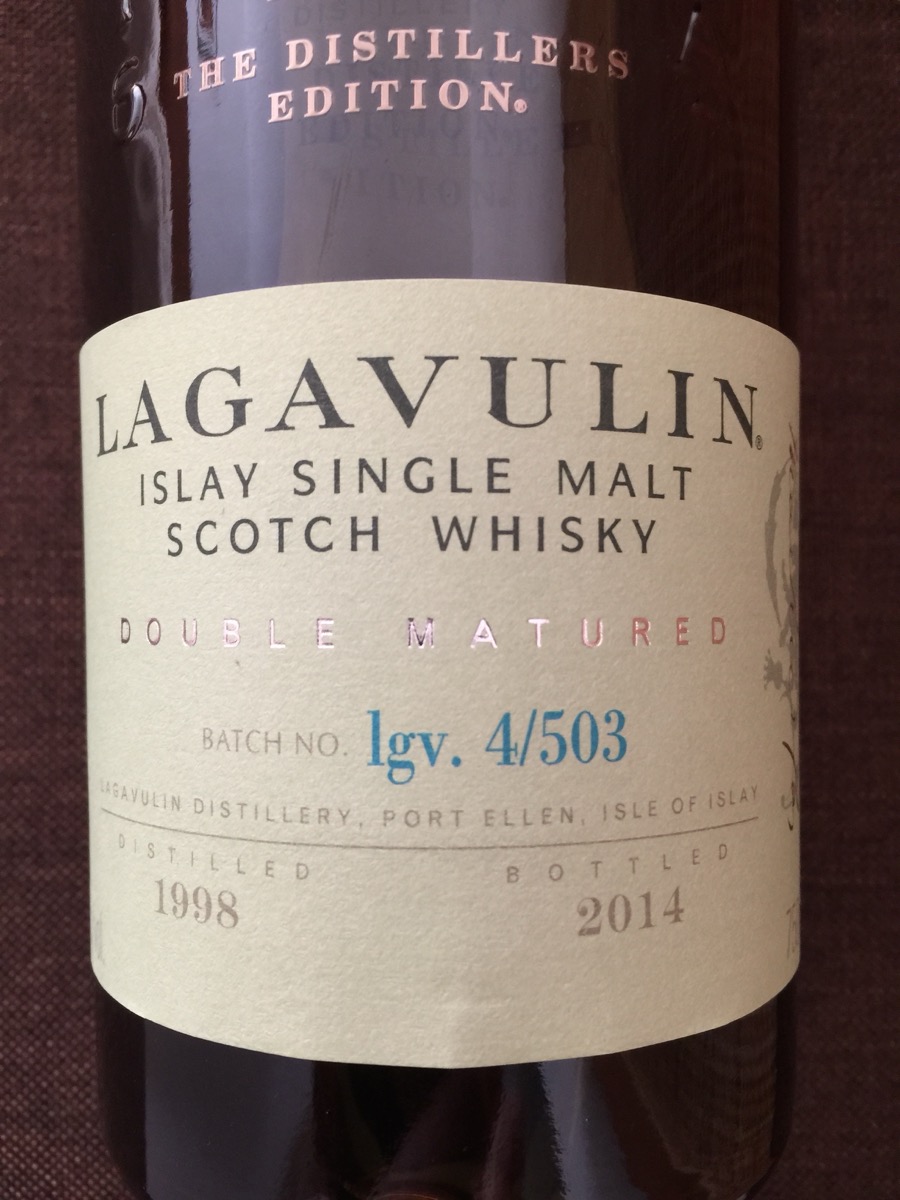 THE DISTILLERS
EDITION®
LAGAVULIN®
ISLAY SINGLE MALT
SCOTCH WHISKY
DOUBLE MATURED
BATCH NO. lgv. 4/503
LAGAVULIN DISTILLERY, PORT ELLEN, ISLE OF ISLAY
DISTILLED BOTTLED
1998 2014